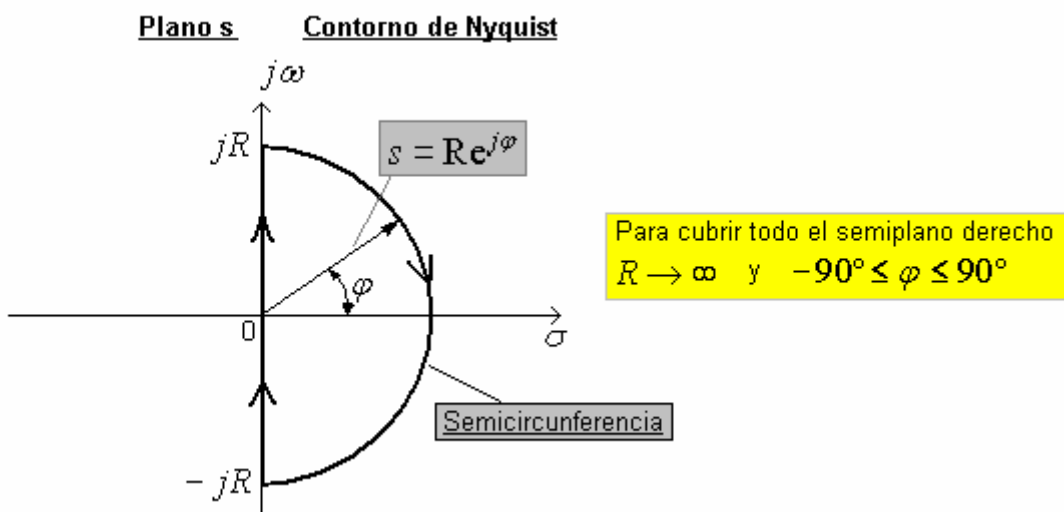 Plano s    Contorno de Nyquist
jω
jR
s = Re^{jφ}
Para cubrir todo el semiplano derecho
R → ∞   y   −90° ≤ φ ≤ 90°
φ
0
σ
Semicircunferencia
− jR